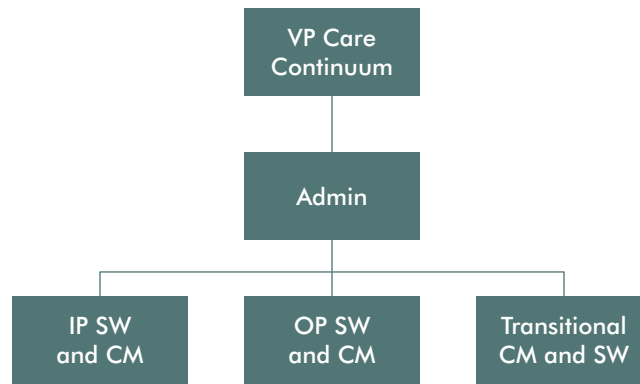 VP Care
Continuum
Admin
IP SW
and CM
OP SW
and CM
Transitional
CM and SW